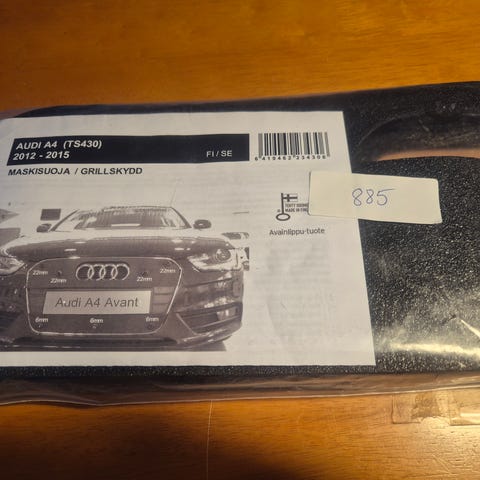 AUDI A4 (TS430)
2012 - 2015
FI / SE
MASKISUOJA / GRILLSKYDD
885
Avainlippu-tuote
22mm 22mm
22mm 22mm
Audi A4 Avant
6mm 6mm 6mm